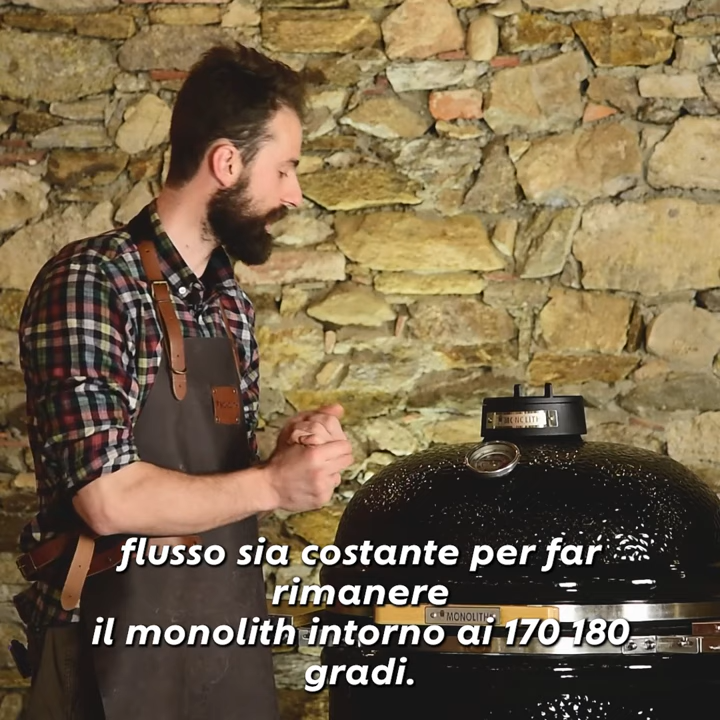 MONOLITH
flusso sia costante per far
rimanere
MONOLITH
il monolith intorno ai 170 180
gradi.